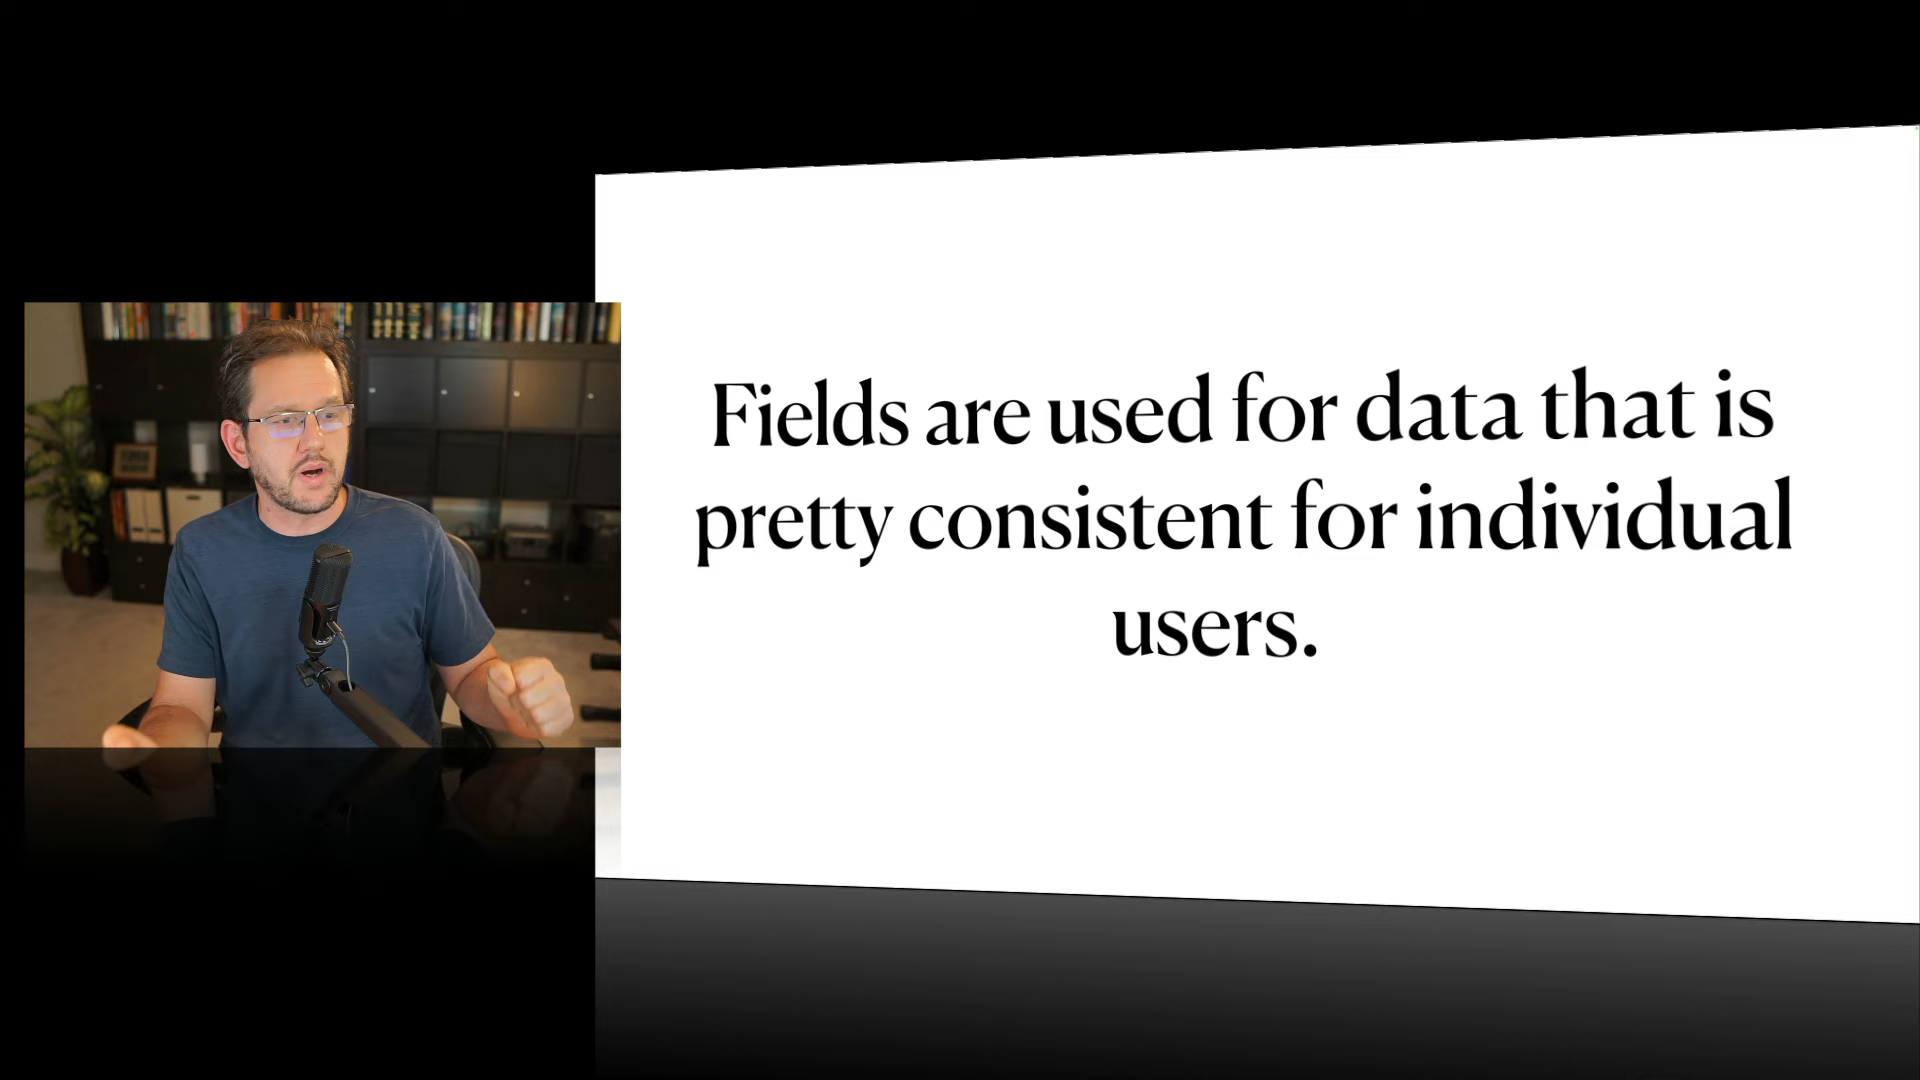 Fields are used for data that is
pretty consistent for individual
users.